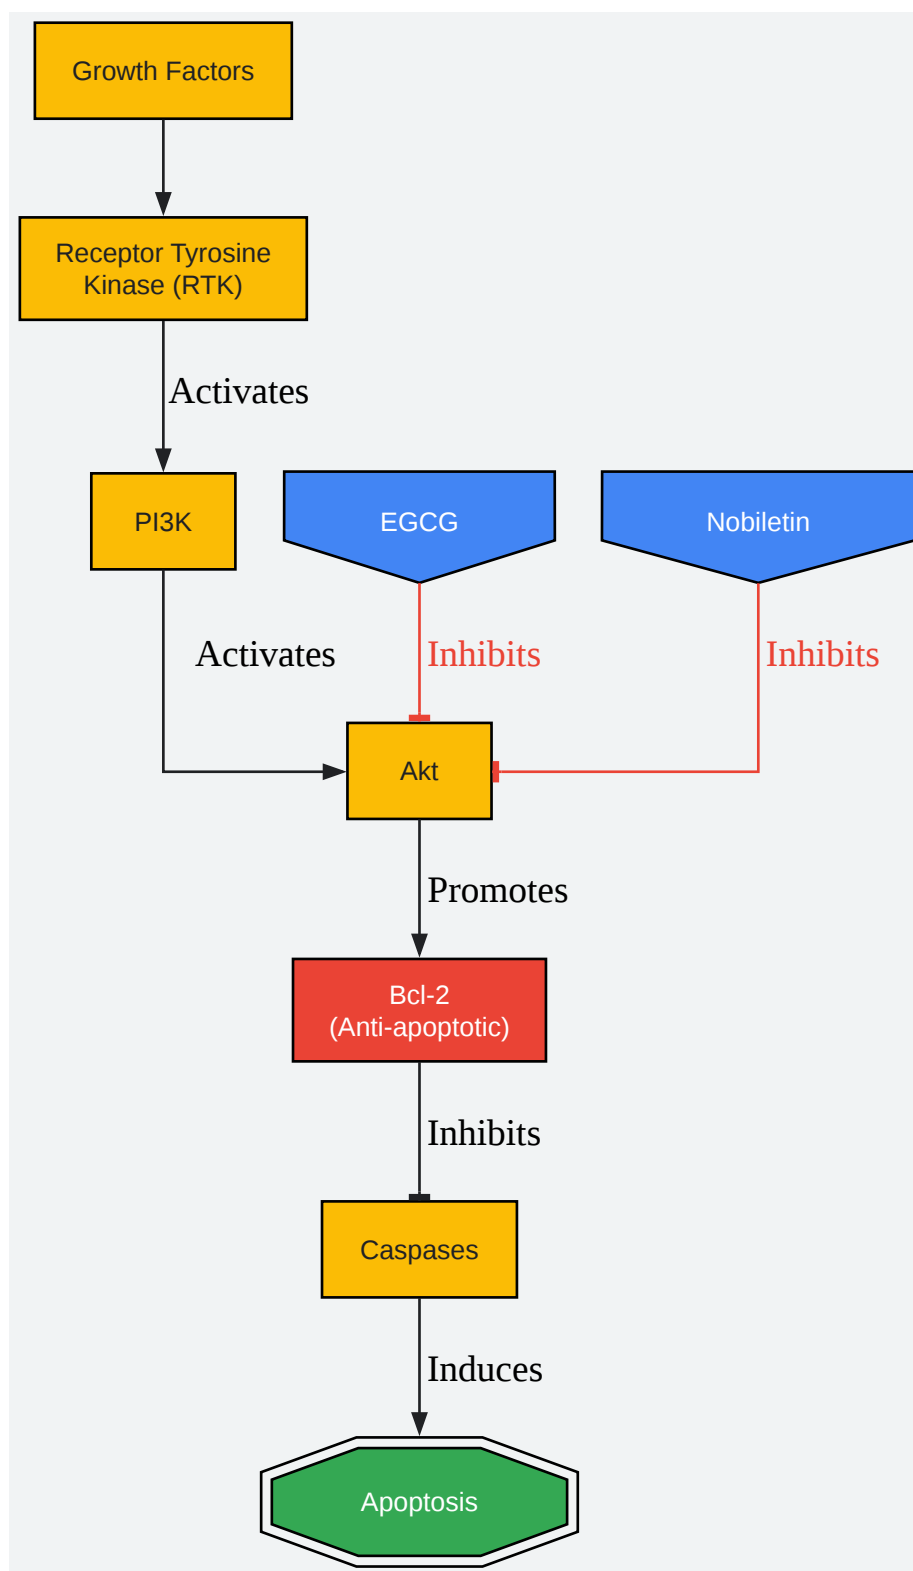 Growth Factors
Receptor Tyrosine
Kinase (RTK)
Activates
PI3K
EGCG
Nobiletin
Activates
Inhibits
Inhibits
Akt
Promotes
Bcl-2
(Anti-apoptotic)
Inhibits
Caspases
Induces
Apoptosis